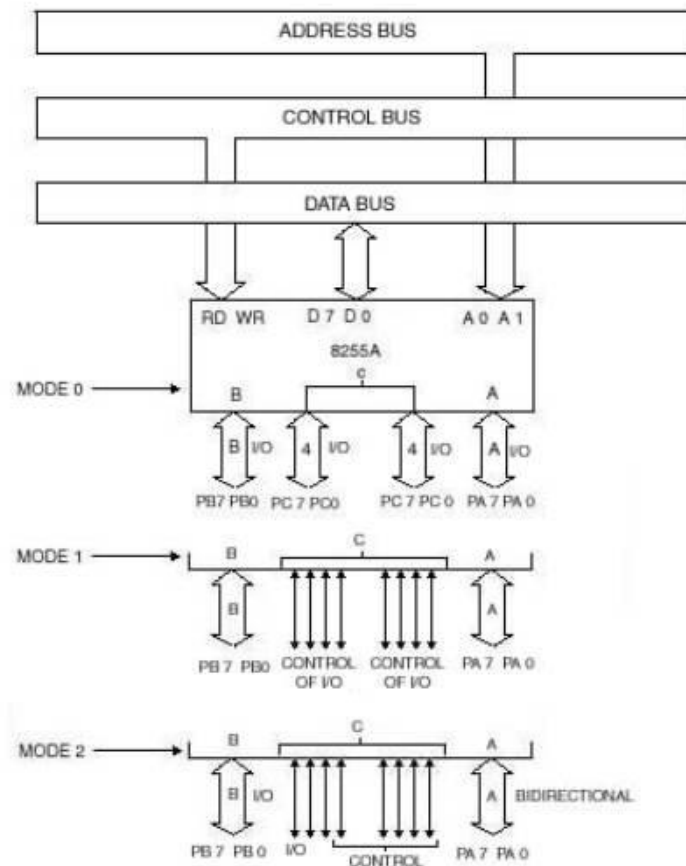 ADDRESS BUS
CONTROL BUS
DATA BUS
RD WR D 7 D 0 A 0 A 1
8255A
C
MODE 0
B A
B I/O 4 I/O 4 I/O A I/O
PB7 PB0 PC 7 PC0 PC 7 PC 0 PA 7 PA 0
C
MODE 1 B A
B A
PB 7 PB0 CONTROL OF I/O CONTROL OF I/O PA 7 PA 0
C
MODE 2 B A
B I/O A BIDIRECTIONAL
PB 7 PB 0 I/O CONTROL PA 7 PA 0